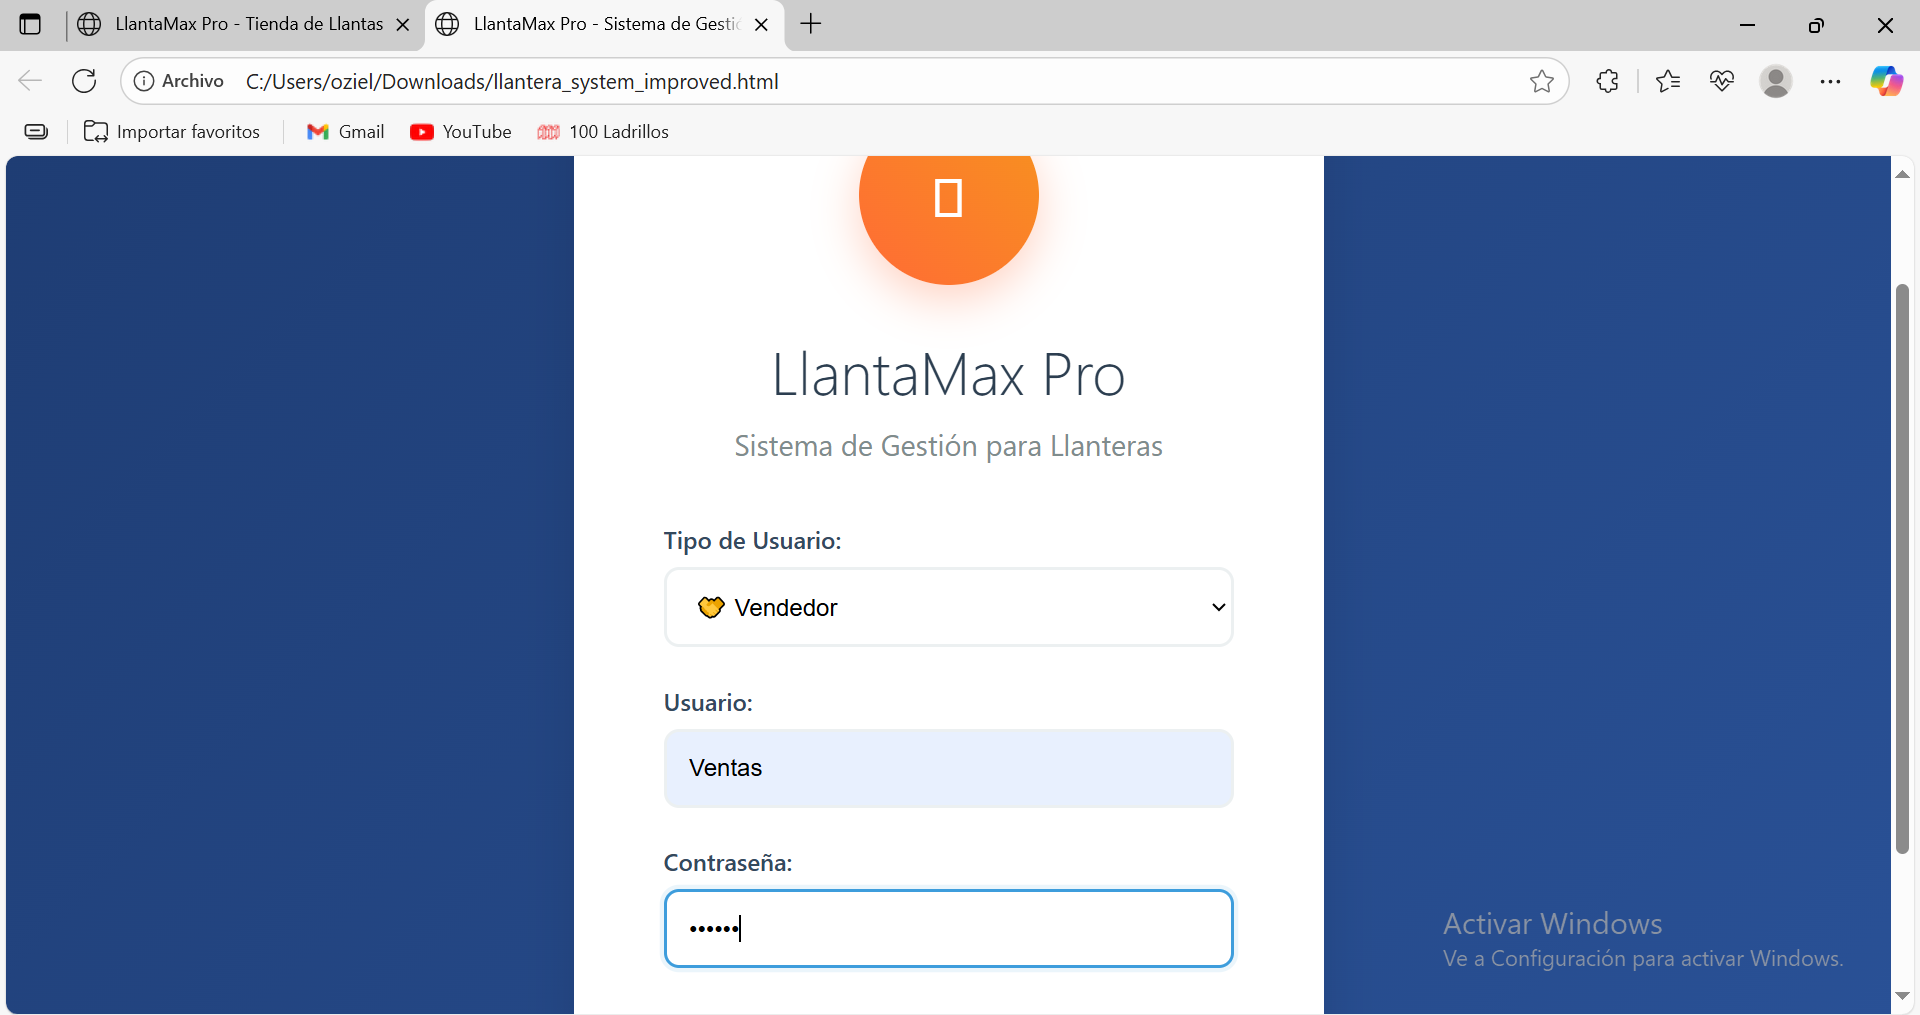 LlantaMax Pro - Tienda de Llantas
LlantaMax Pro - Sistema de Gesti
Archivo
C:/Users/oziel/Downloads/llantera_system_improved.html
Importar favoritos
Gmail
YouTube
100 Ladrillos
LlantaMax Pro
Sistema de Gestión para Llanteras
Tipo de Usuario:
Vendedor
Usuario:
Ventas
Contraseña:
••••••
Activar Windows
Ve a Configuración para activar Windows.